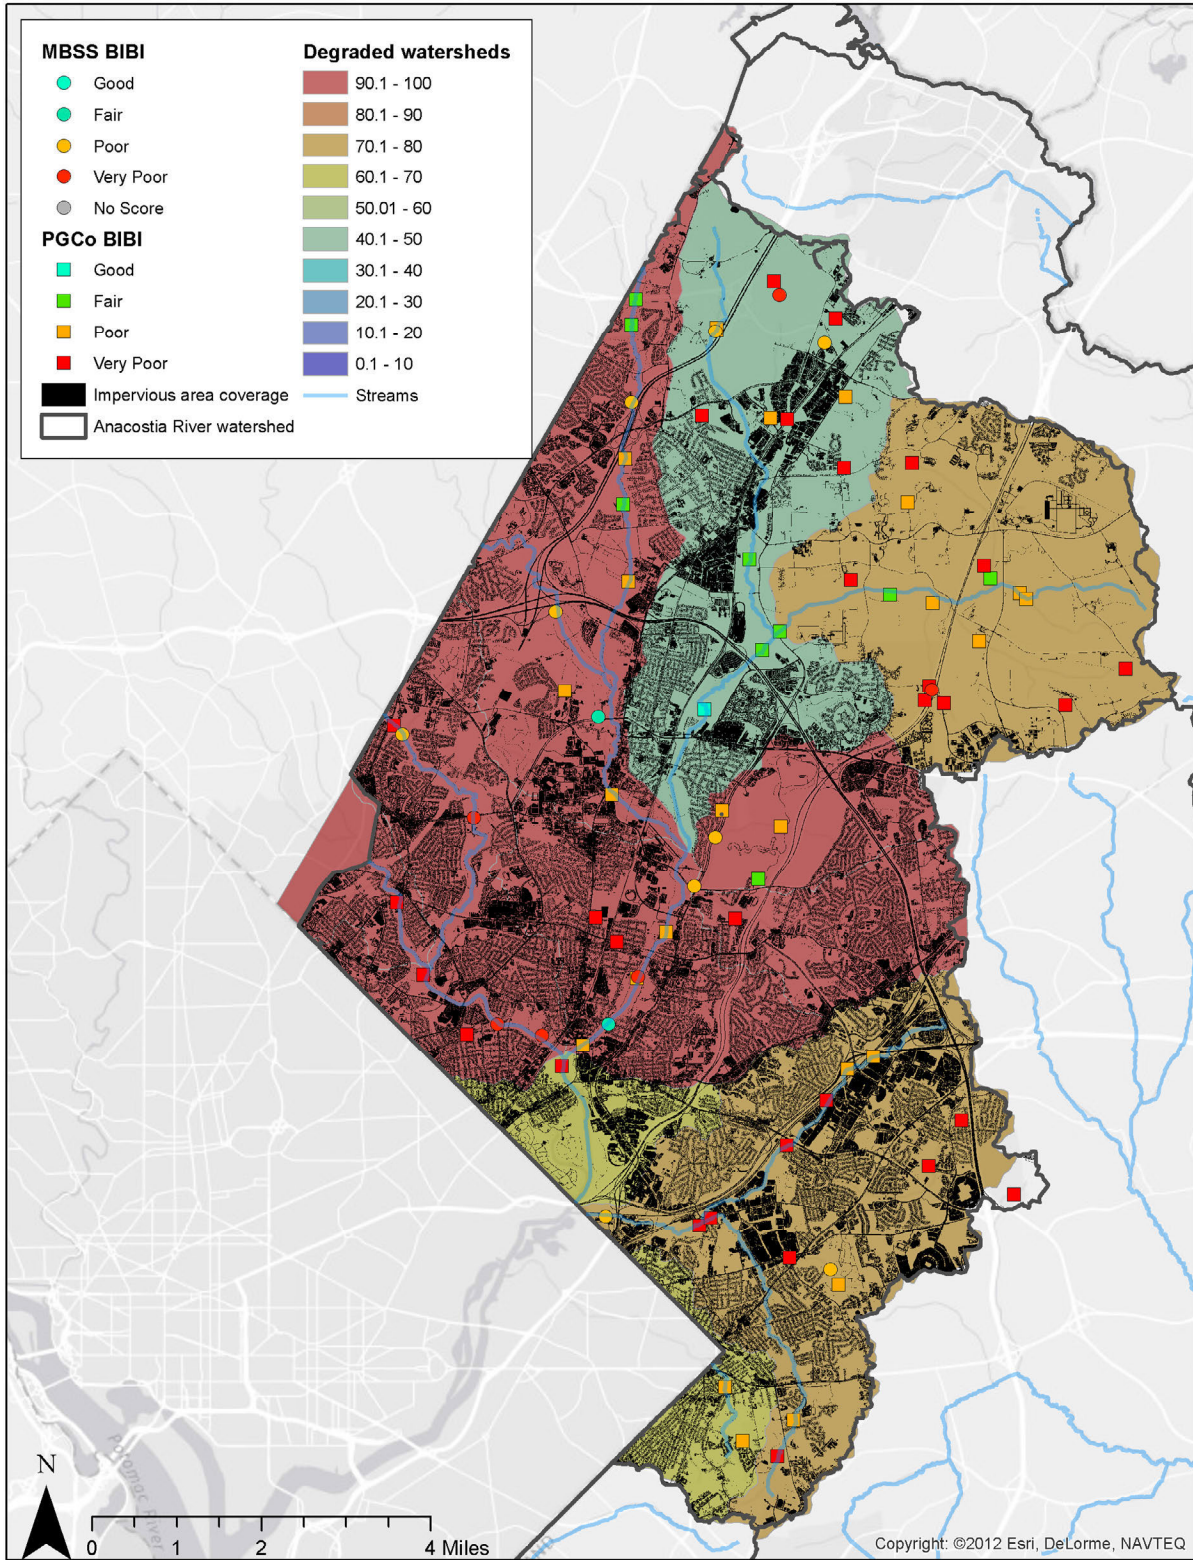 MBSS BIBI
Good
Fair
Poor
Very Poor
No Score
PGCo BIBI
Good
Fair
Poor
Very Poor
Impervious area coverage
Anacostia River watershed
Degraded watersheds
90.1 - 100
80.1 - 90
70.1 - 80
60.1 - 70
50.01 - 60
40.1 - 50
30.1 - 40
20.1 - 30
10.1 - 20
0.1 - 10
Streams
Potomac River
N
0 1 2 4 Miles
Copyright: ©2012 Esri, DeLorme, NAVTEQ